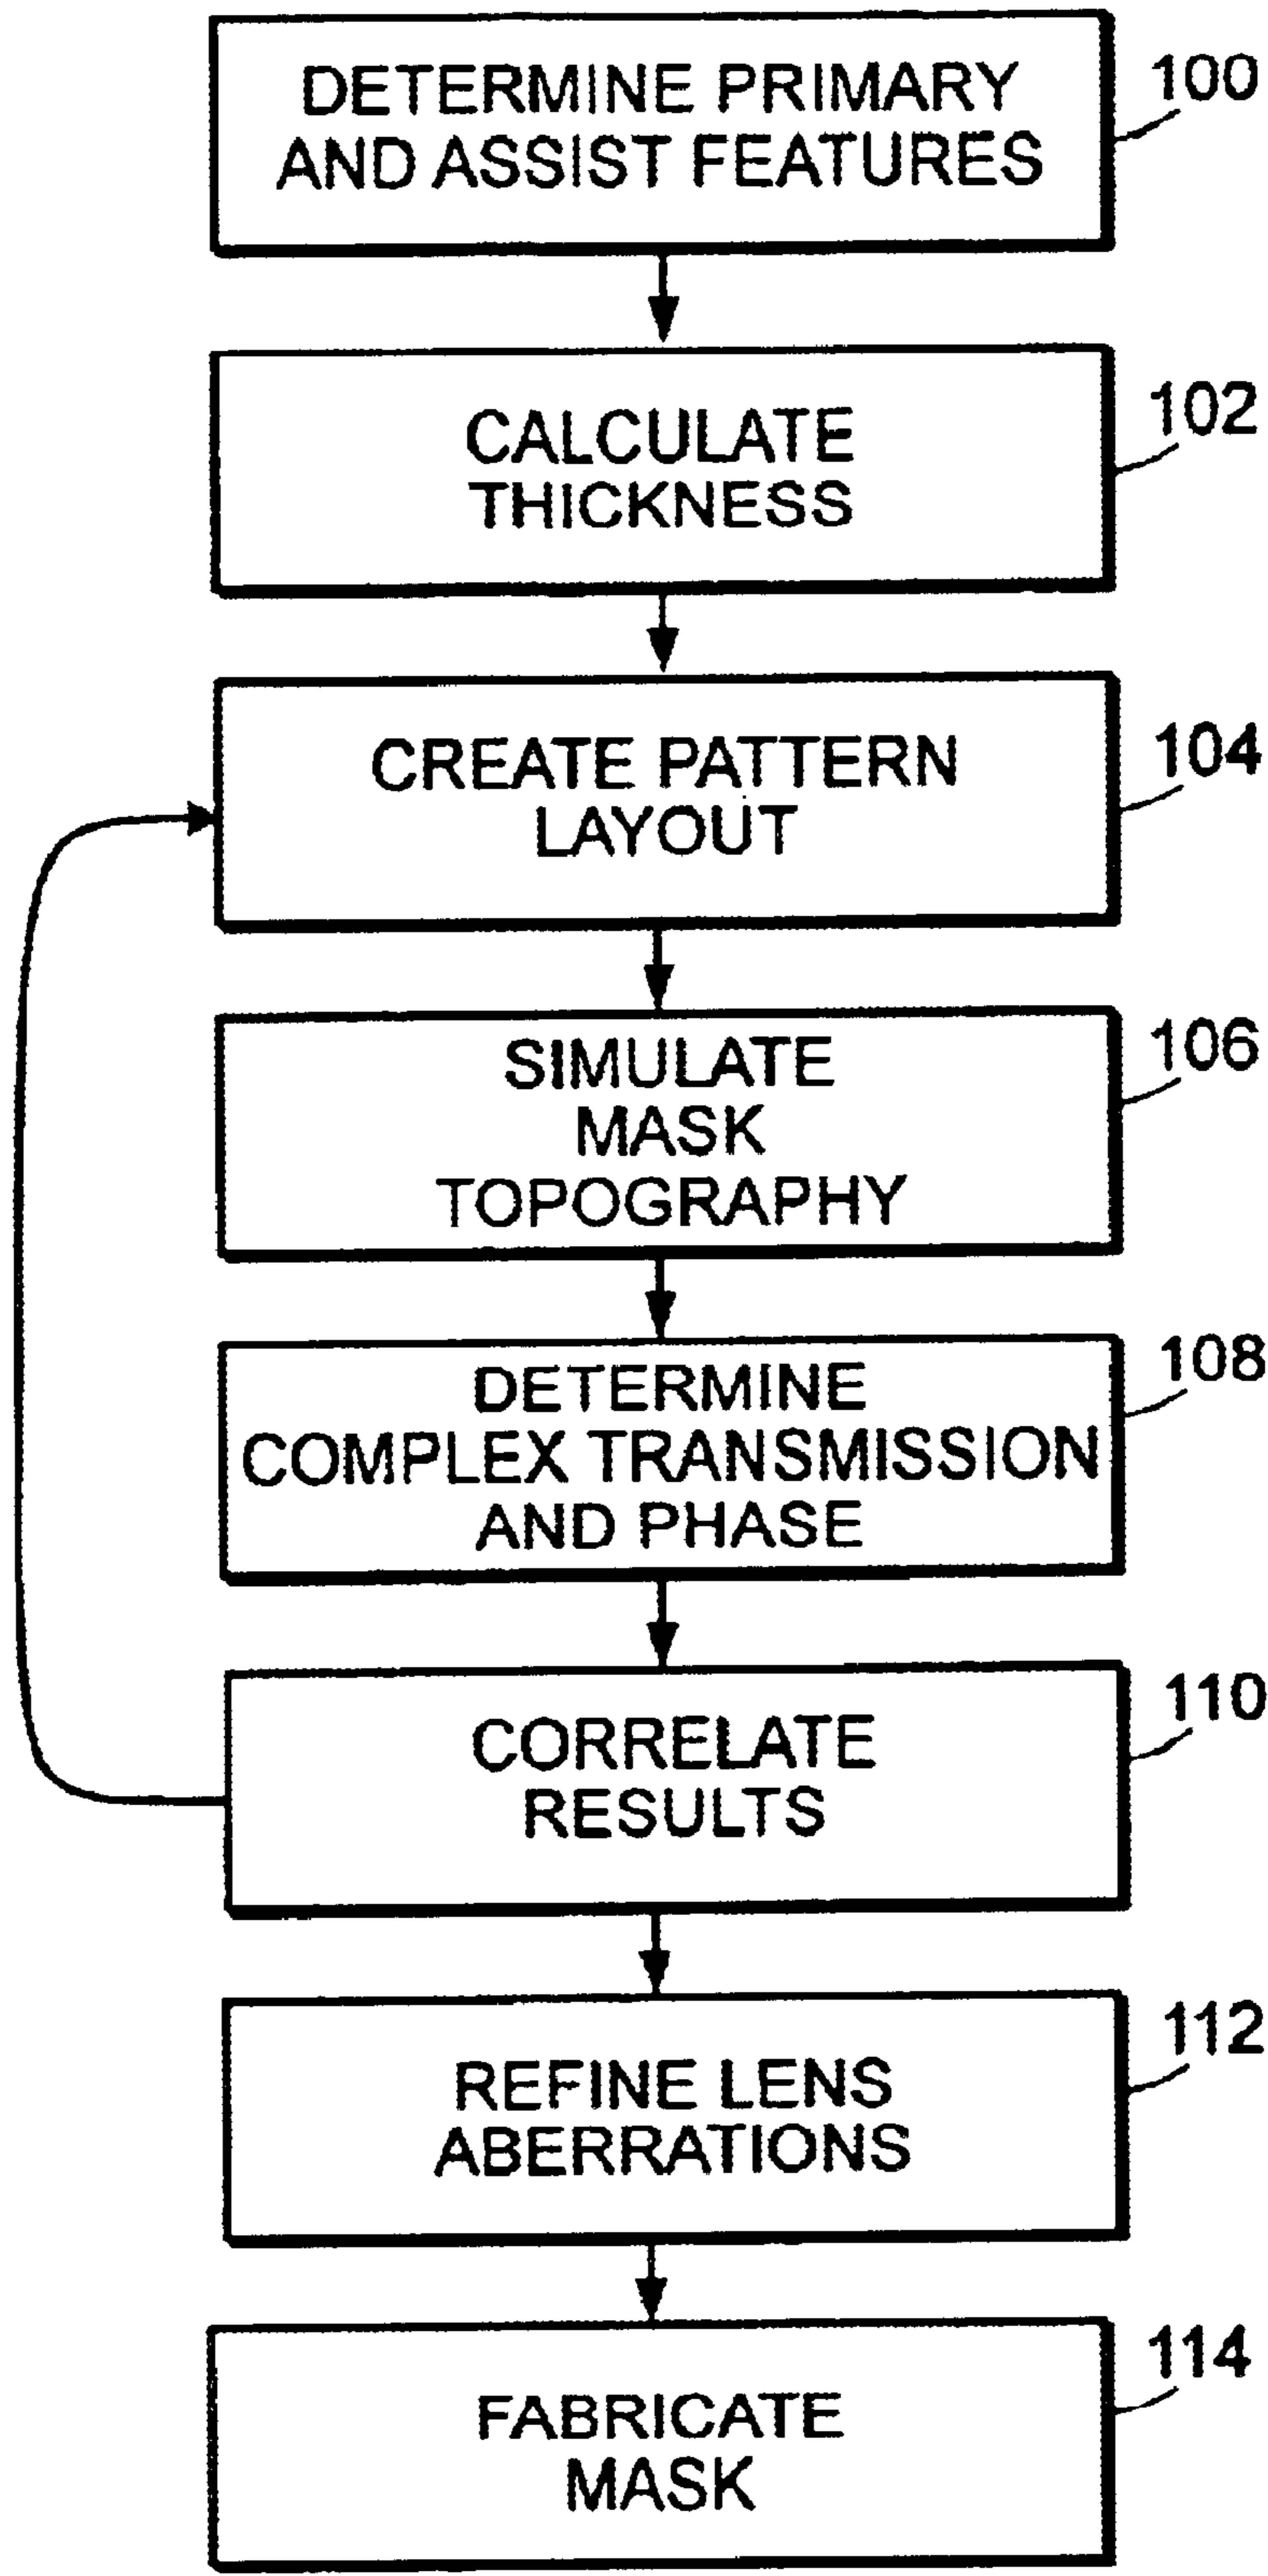 DETERMINE PRIMARY
AND ASSIST FEATURES
100
CALCULATE
THICKNESS
102
CREATE PATTERN
LAYOUT
104
SIMULATE
MASK
TOPOGRAPHY
106
DETERMINE
COMPLEX TRANSMISSION
AND PHASE
108
CORRELATE
RESULTS
110
REFINE LENS
ABERRATIONS
112
FABRICATE
MASK
114